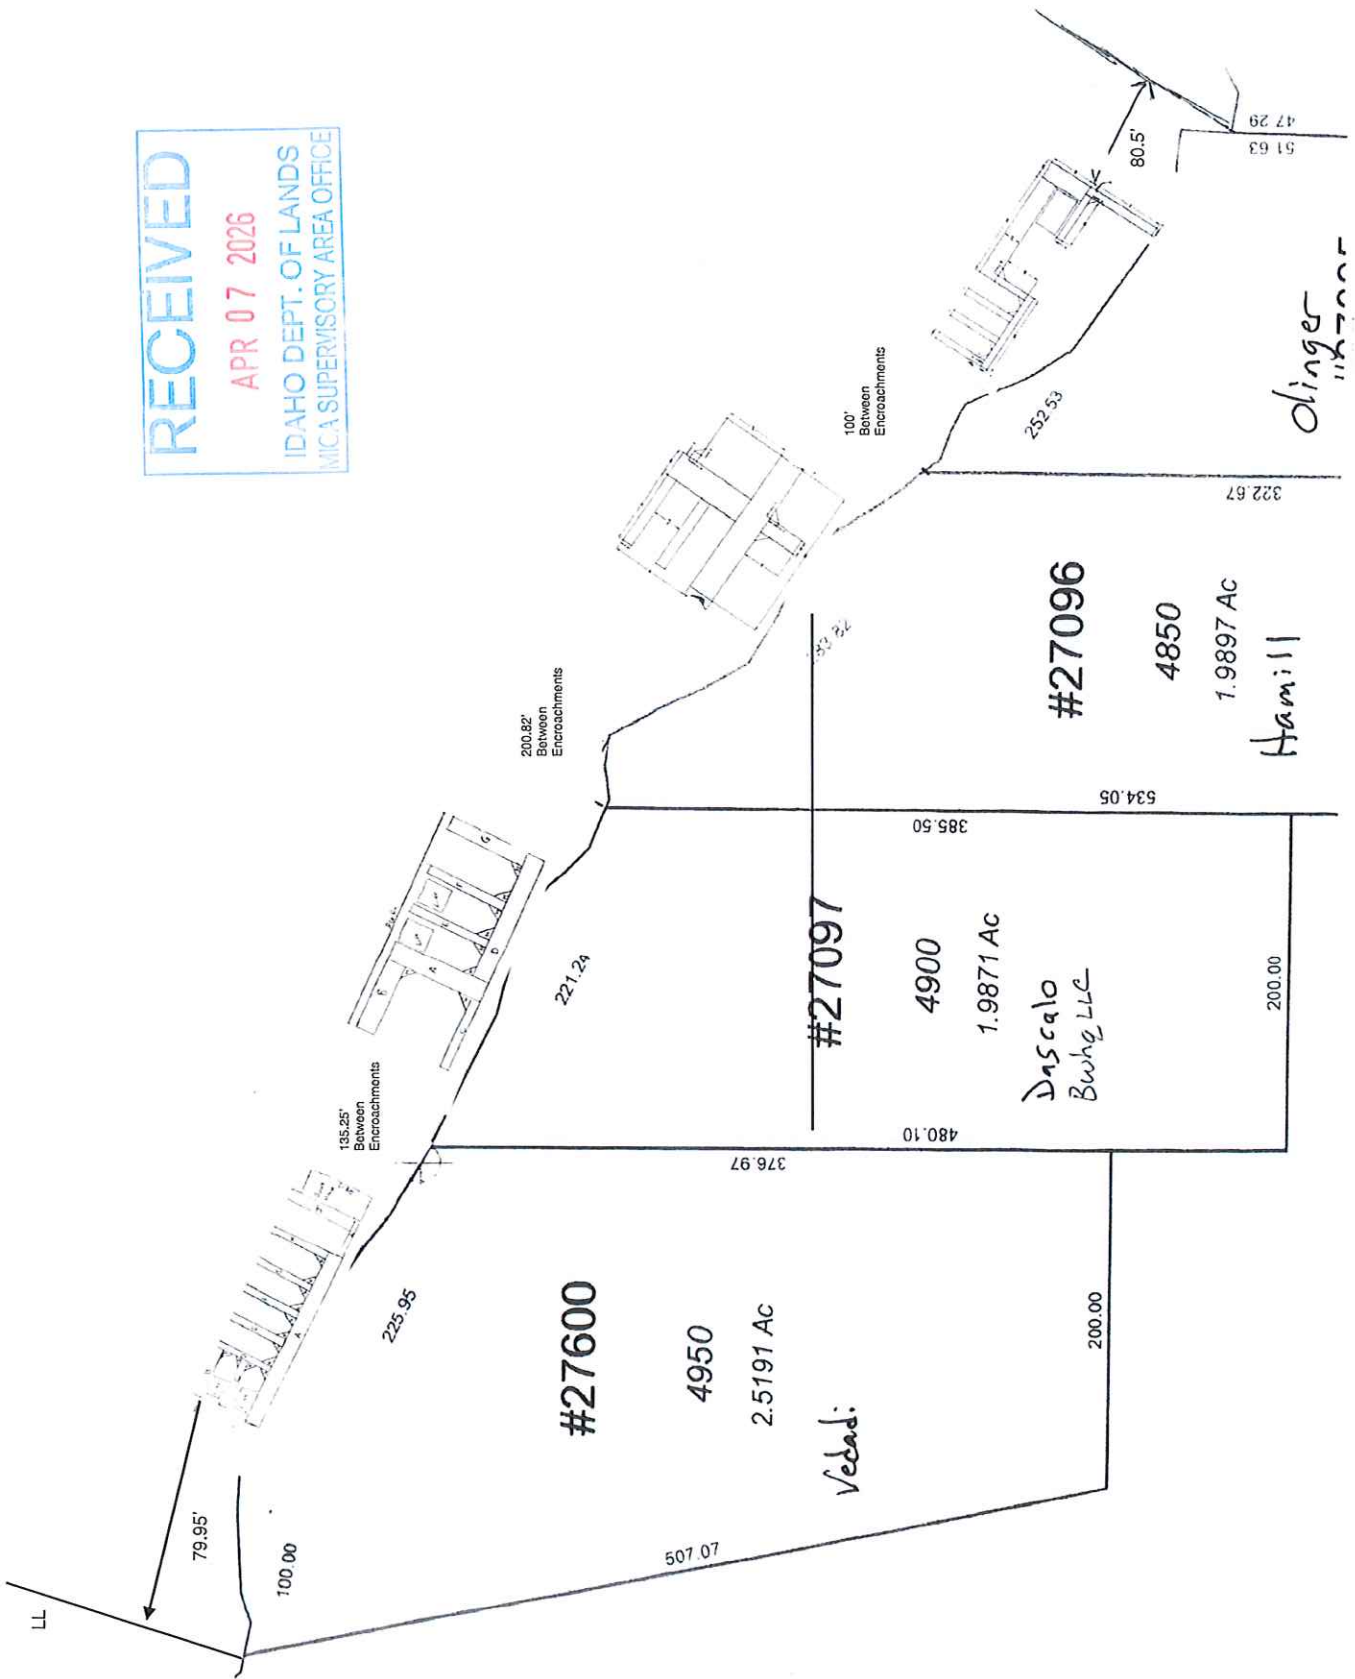 RECEIVED
APR 07 2026
IDAHO DEPT. OF LANDS
MICA SUPERVISORY AREA OFFICE
LL
79.95'
100.00
225.95
135.25'
Between
Encroachments
221.24
200.82'
Between
Encroachments
100'
Between
Encroachments
252.53
80.5'
47 29
51 63
507.07
#27600
4950
2.5191 Ac
Vedadi
200.00
376.97
480.10
#27097
4900
1.9871 Ac
Dascalo
Bwhg LLC
200.00
385.50
534.05
#27096
4850
1.9897 Ac
Hamill
322.67
Olinger
A
B
C
D
A
G